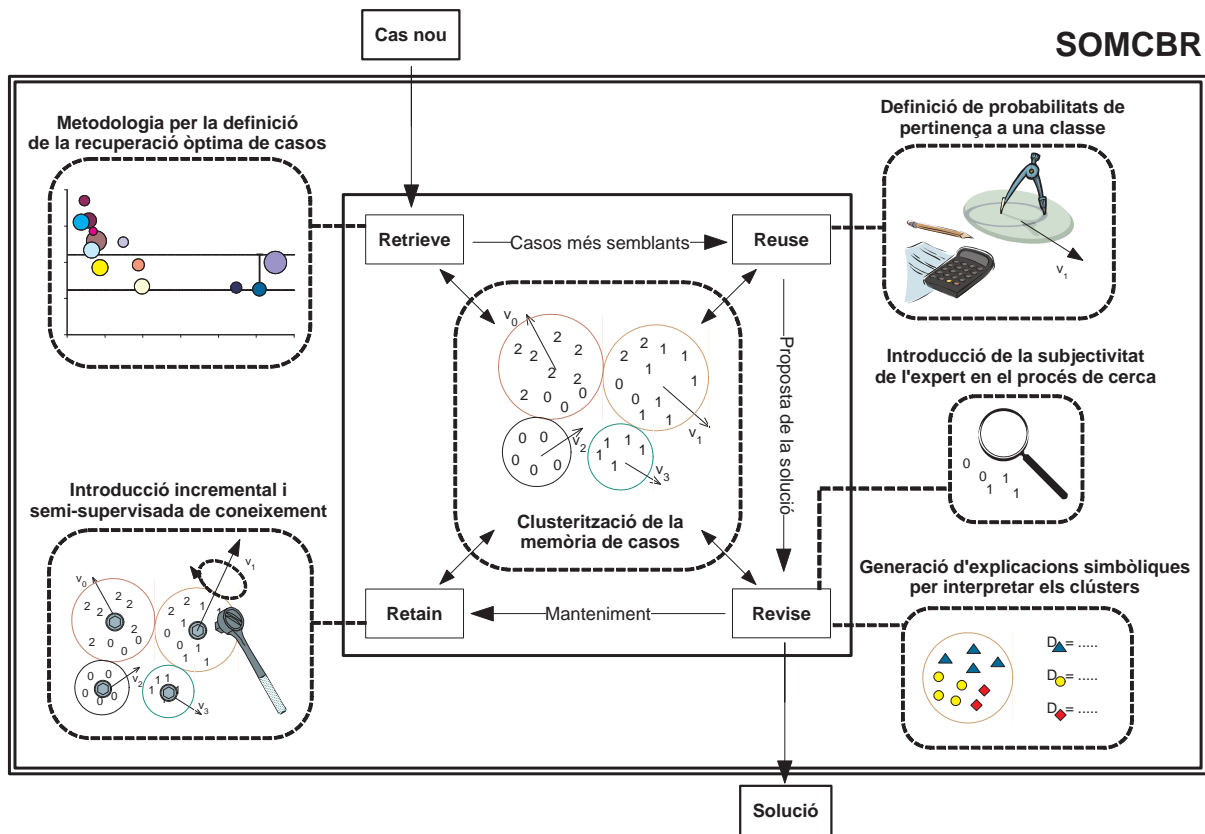 Cas nou
SOMCBR
Metodologia per la definició
de la recuperació òptima de casos
Definició de probabilitats de
pertinença a una classe
v1
Retrieve
Casos més semblants
Reuse
v0
2 2 2 2 2 2 2 2 2 0 0 0 0
2 2 1 1 1 1 0 0 0 1 1 1 1
v1
0 0 0 0 0
v2
1 1 1 1 1 1
v3
Clusterització de la
memòria de casos
Proposta de la solució
Introducció de la subjectivitat
de l'expert en el procés de cerca
0
0 1 1
1 1
Introducció incremental i
semi-supervisada de coneixement
v0
v1
v2
v3
Retain
Manteniment
Revise
Generació d'explicacions simbòliques
per interpretar els clústers
D = .....
D = .....
D = .....
Solució